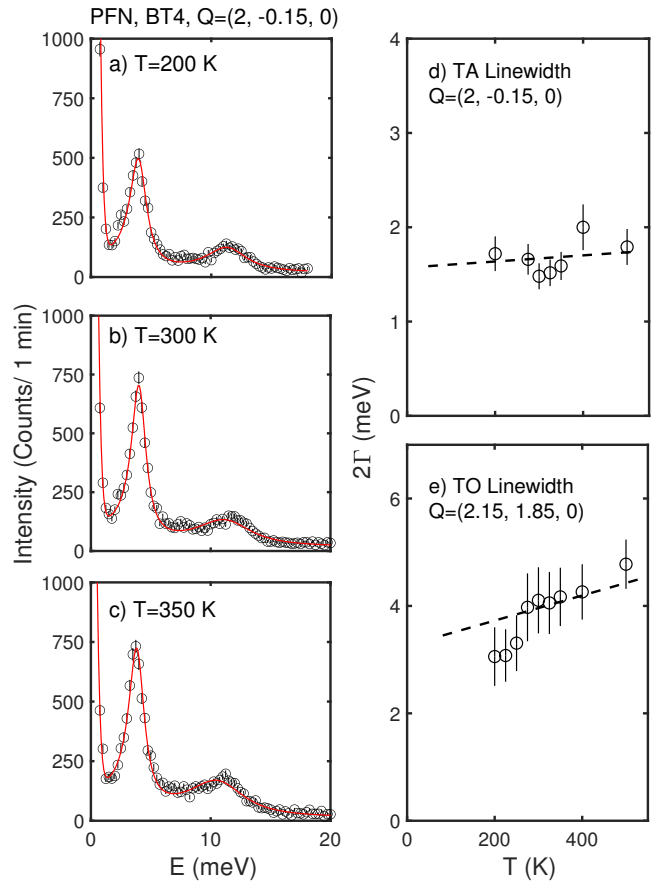 PFN, BT4, Q=(2, -0.15, 0)
1000
750
500
250
0
a) T=200 K
1000
750
500
250
0
b) T=300 K
1000
750
500
250
0
c) T=350 K
0
10
20
E (meV)
Intensity (Counts/ 1 min)
4
3
2
1
0
d) TA Linewidth
Q=(2, -0.15, 0)
6
4
2
0
e) TO Linewidth
Q=(2.15, 1.85, 0)
200
400
T (K)
2Γ (meV)